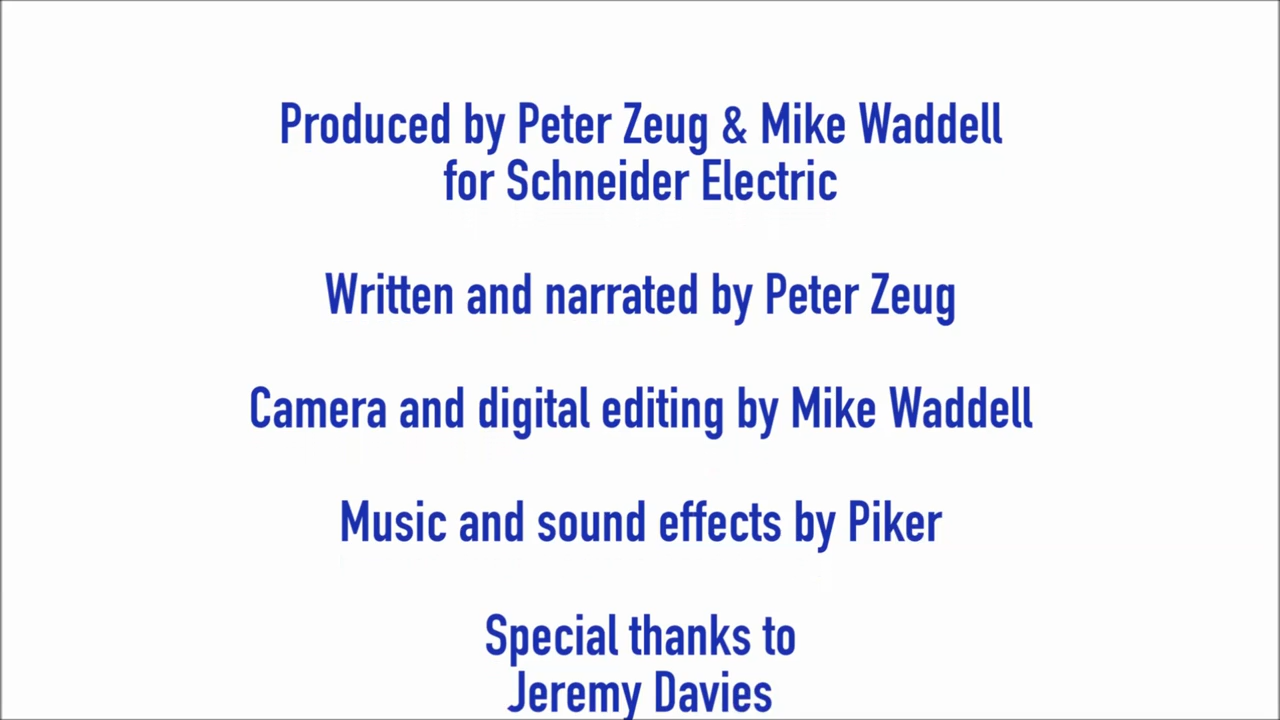 Produced by Peter Zeug & Mike Waddell
for Schneider Electric
Written and narrated by Peter Zeug
Camera and digital editing by Mike Waddell
Music and sound effects by Piker
Special thanks to
Jeremy Davies